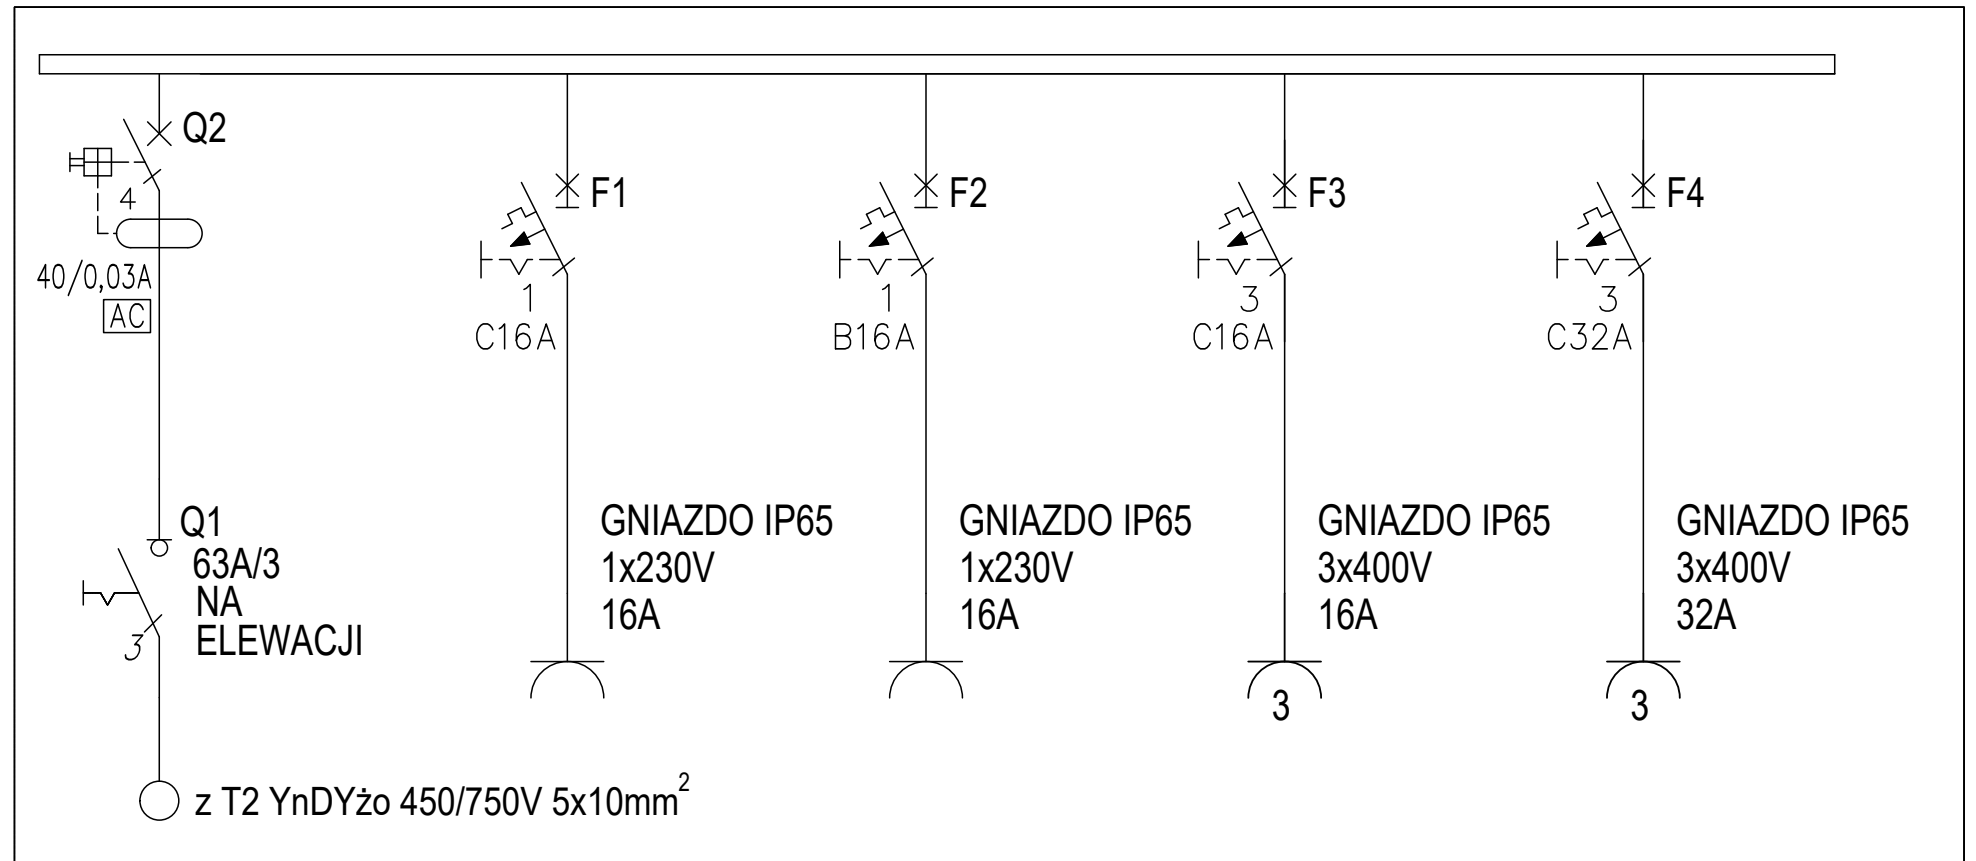 Q2
4
40/0,03A
AC
Q1
63A/3
NA
ELEWACJI
3
z T2 YnDYżo 450/750V 5x10mm²
F1
1
C16A
GNIAZDO IP65
1x230V
16A
F2
1
B16A
GNIAZDO IP65
1x230V
16A
F3
3
C16A
GNIAZDO IP65
3x400V
16A
3
F4
3
C32A
GNIAZDO IP65
3x400V
32A
3